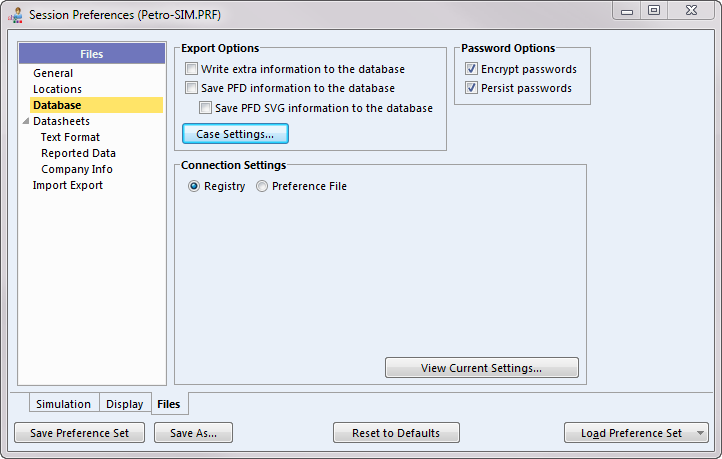 Session Preferences (Petro-SIM.PRF)
Files
General
Locations
Database
Datasheets
Text Format
Reported Data
Company Info
Import Export
Export Options
Write extra information to the database
Save PFD information to the database
Save PFD SVG information to the database
Case Settings...
Password Options
Encrypt passwords
Persist passwords
Connection Settings
Registry Preference File
View Current Settings...
Simulation Display Files
Save Preference Set Save As... Reset to Defaults Load Preference Set